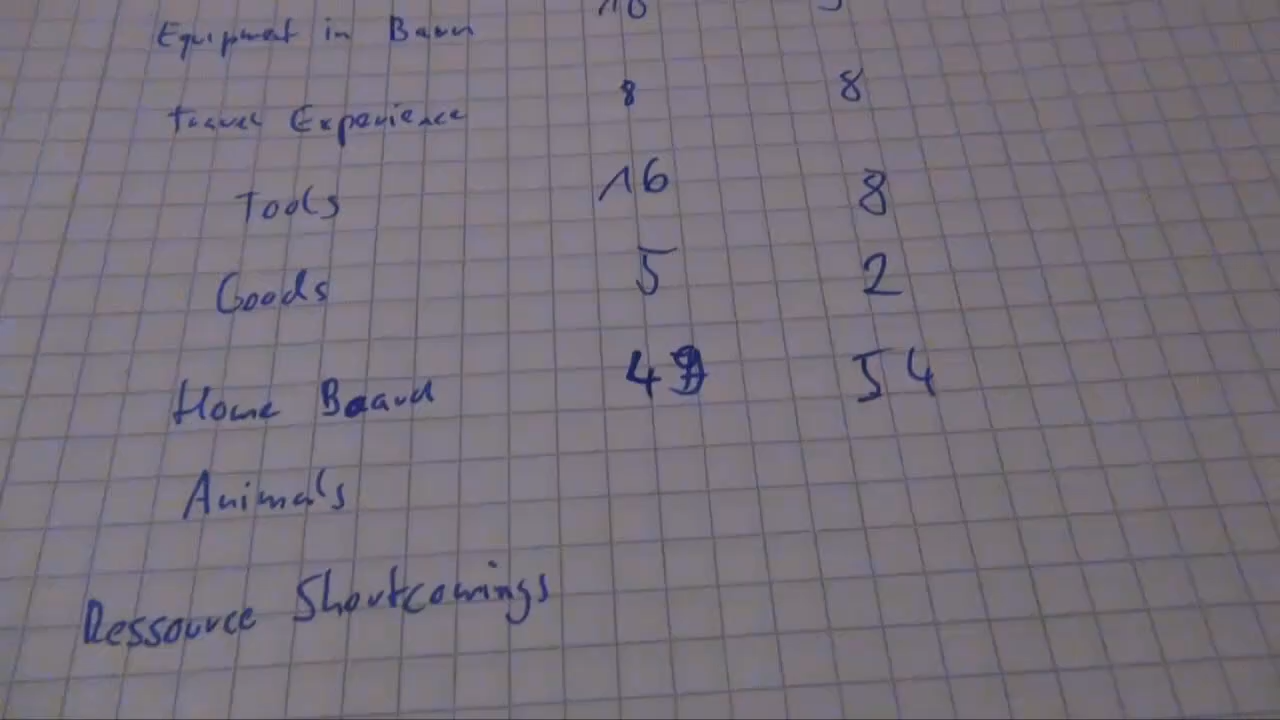 Equipment in Barn
Travel Experience 8 8
Tools 16 8
Goods 5 2
Home Board 49 54
Animals
Ressource Shortcomings